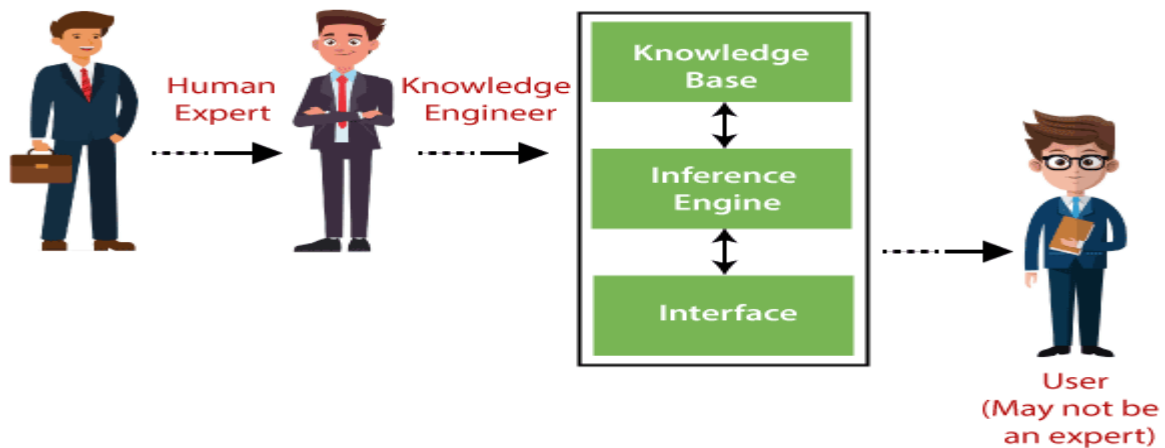 Human
Expert
Knowledge
Engineer
Knowledge
Base
Inference
Engine
Interface
User
(May not be
an expert)